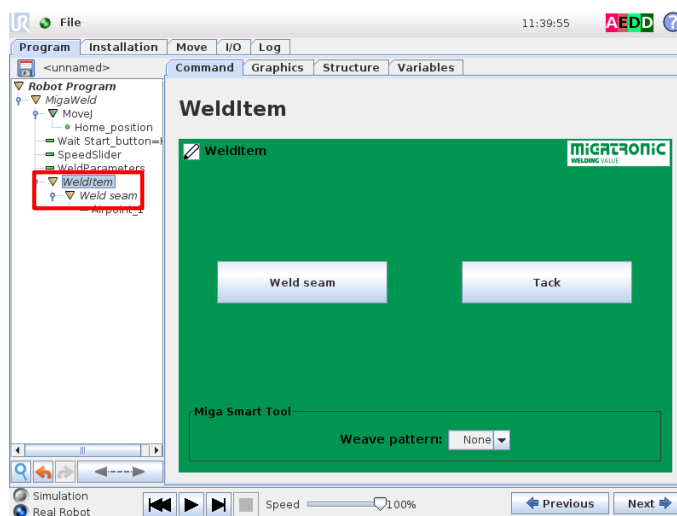 File
11:39:55
AEDD
?
Program Installation Move I/O Log
<unnamed>
Command Graphics Structure Variables
Robot Program
MigaWeld
MoveJ
Home_position
Wait Start_button=
SpeedSlider
WeldParameters
WeldItem
Weld seam
Airpoint_1
WeldItem
WeldItem
MIGATRONIC
WELDING VALUE
Weld seam
Tack
Miga Smart Tool
Weave pattern: None
Simulation
Real Robot
Speed 100%
Previous
Next